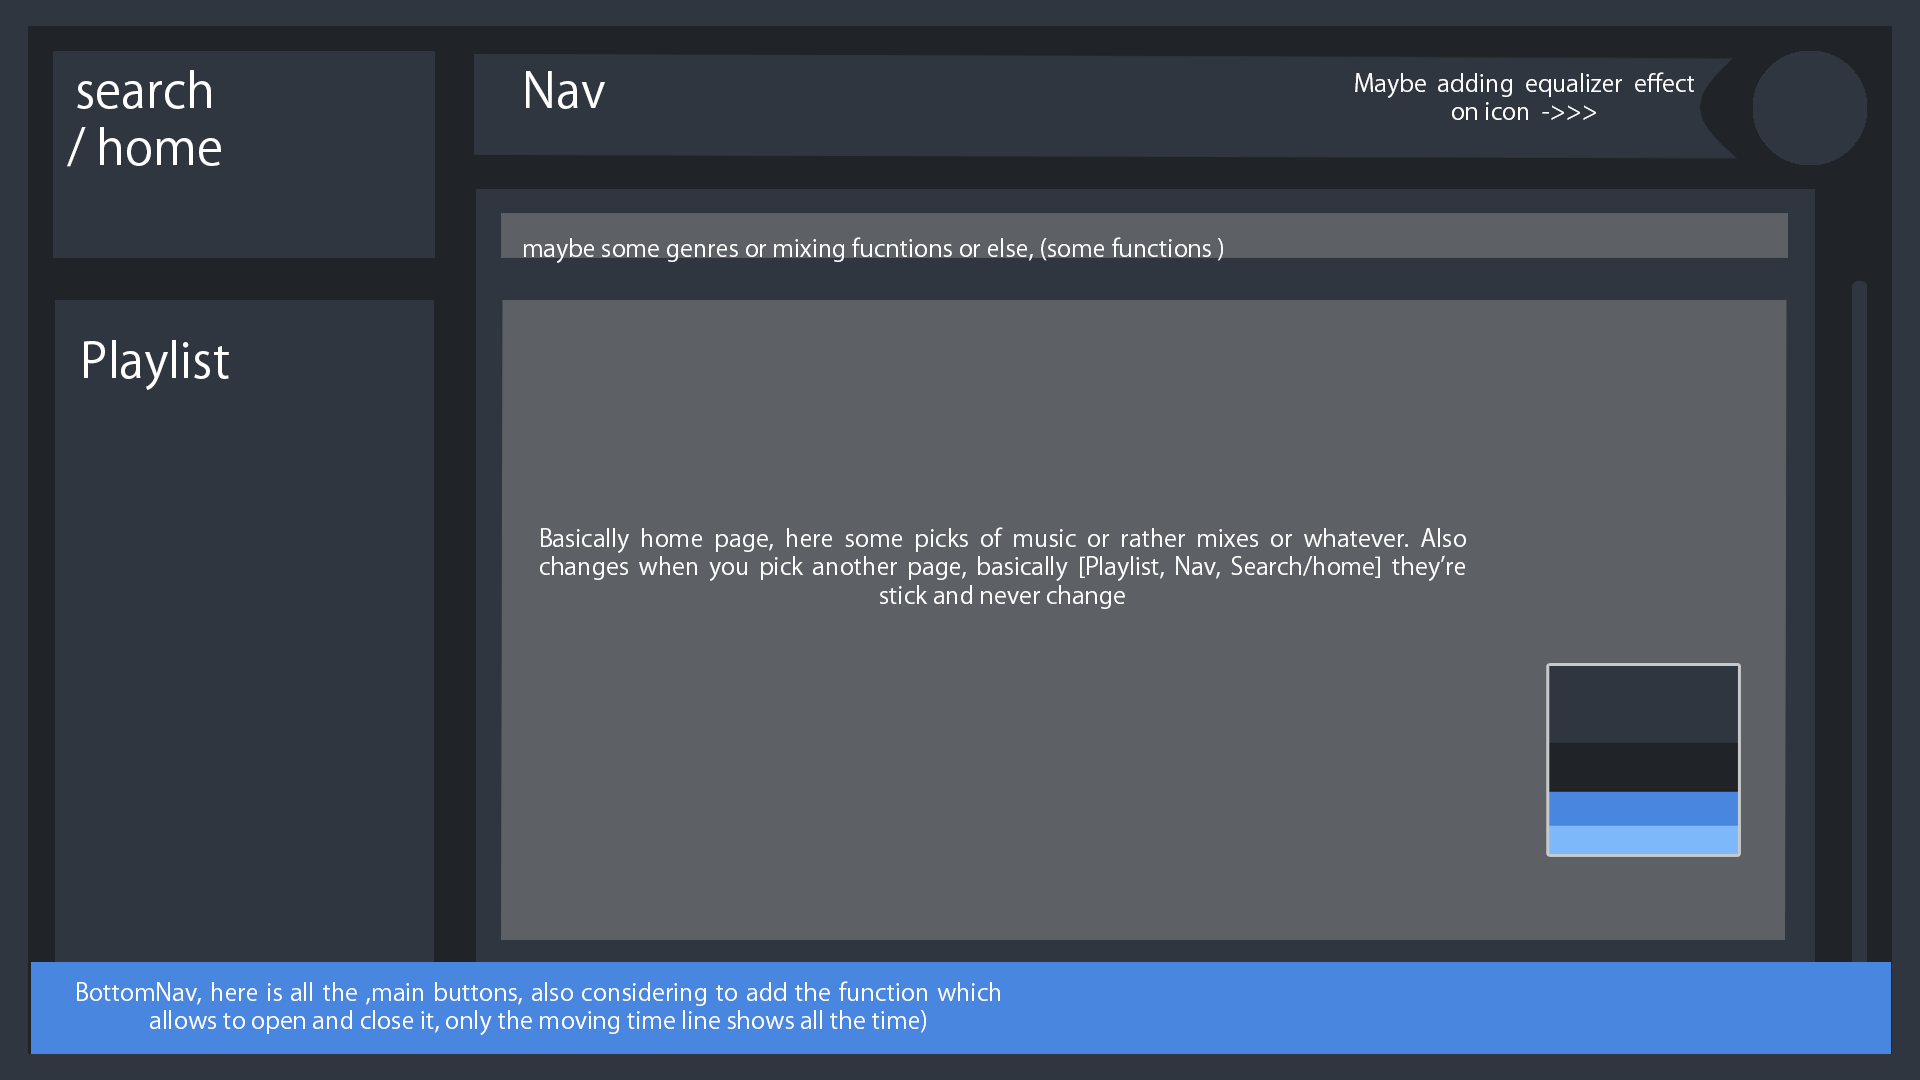 search
/ home
Nav
Maybe adding equalizer effect
on icon ->>>
maybe some genres or mixing fucntions or else, (some functions )
Playlist
Basically home page, here some picks of music or rather mixes or whatever. Also
changes when you pick another page, basically [Playlist, Nav, Search/home] they're
stick and never change
BottomNav, here is all the ,main buttons, also considering to add the function which
allows to open and close it, only the moving time line shows all the time)